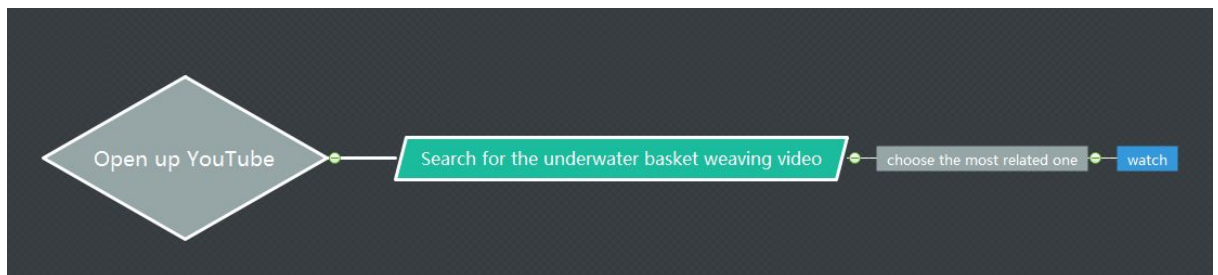 Open up YouTube
Search for the underwater basket weaving video
choose the most related one
watch